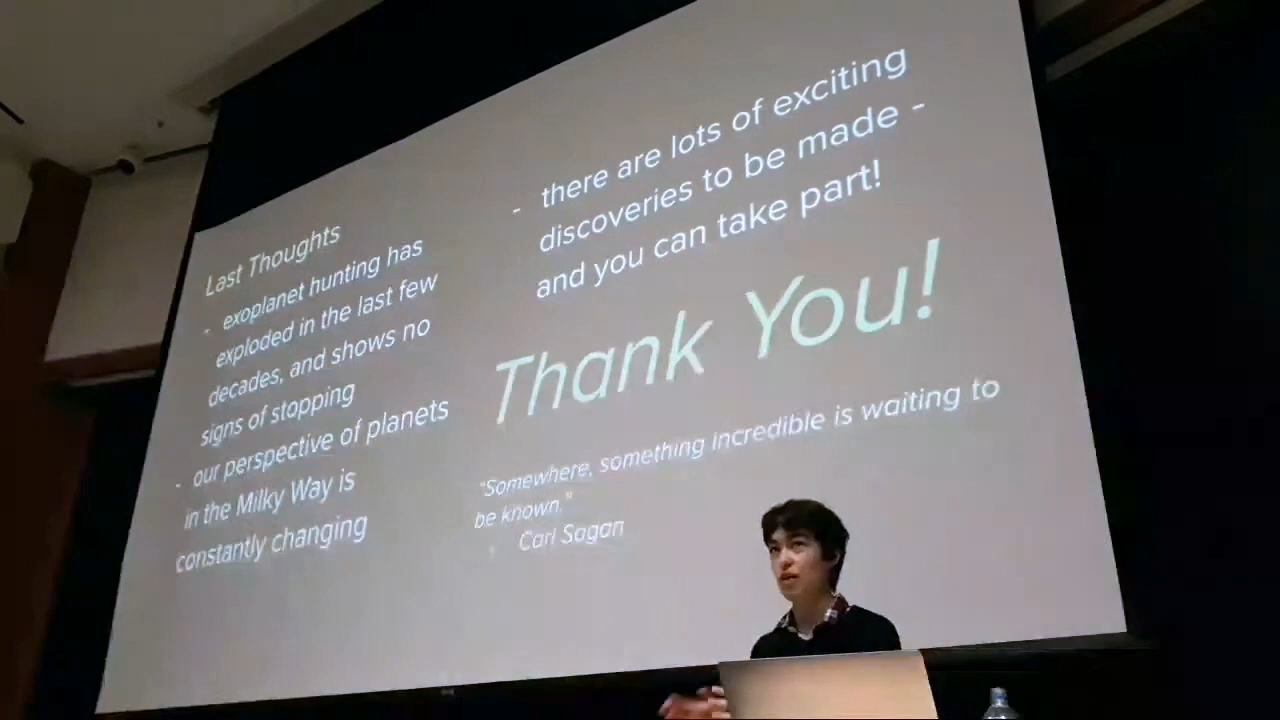 Last Thoughts
- exoplanet hunting has
exploded in the last few
decades, and shows no
signs of stopping
- our perspective of planets
in the Milky Way is
constantly changing
- there are lots of exciting
discoveries to be made -
and you can take part!
Thank You!
"Somewhere, something incredible is waiting to
be known."
Carl Sagan